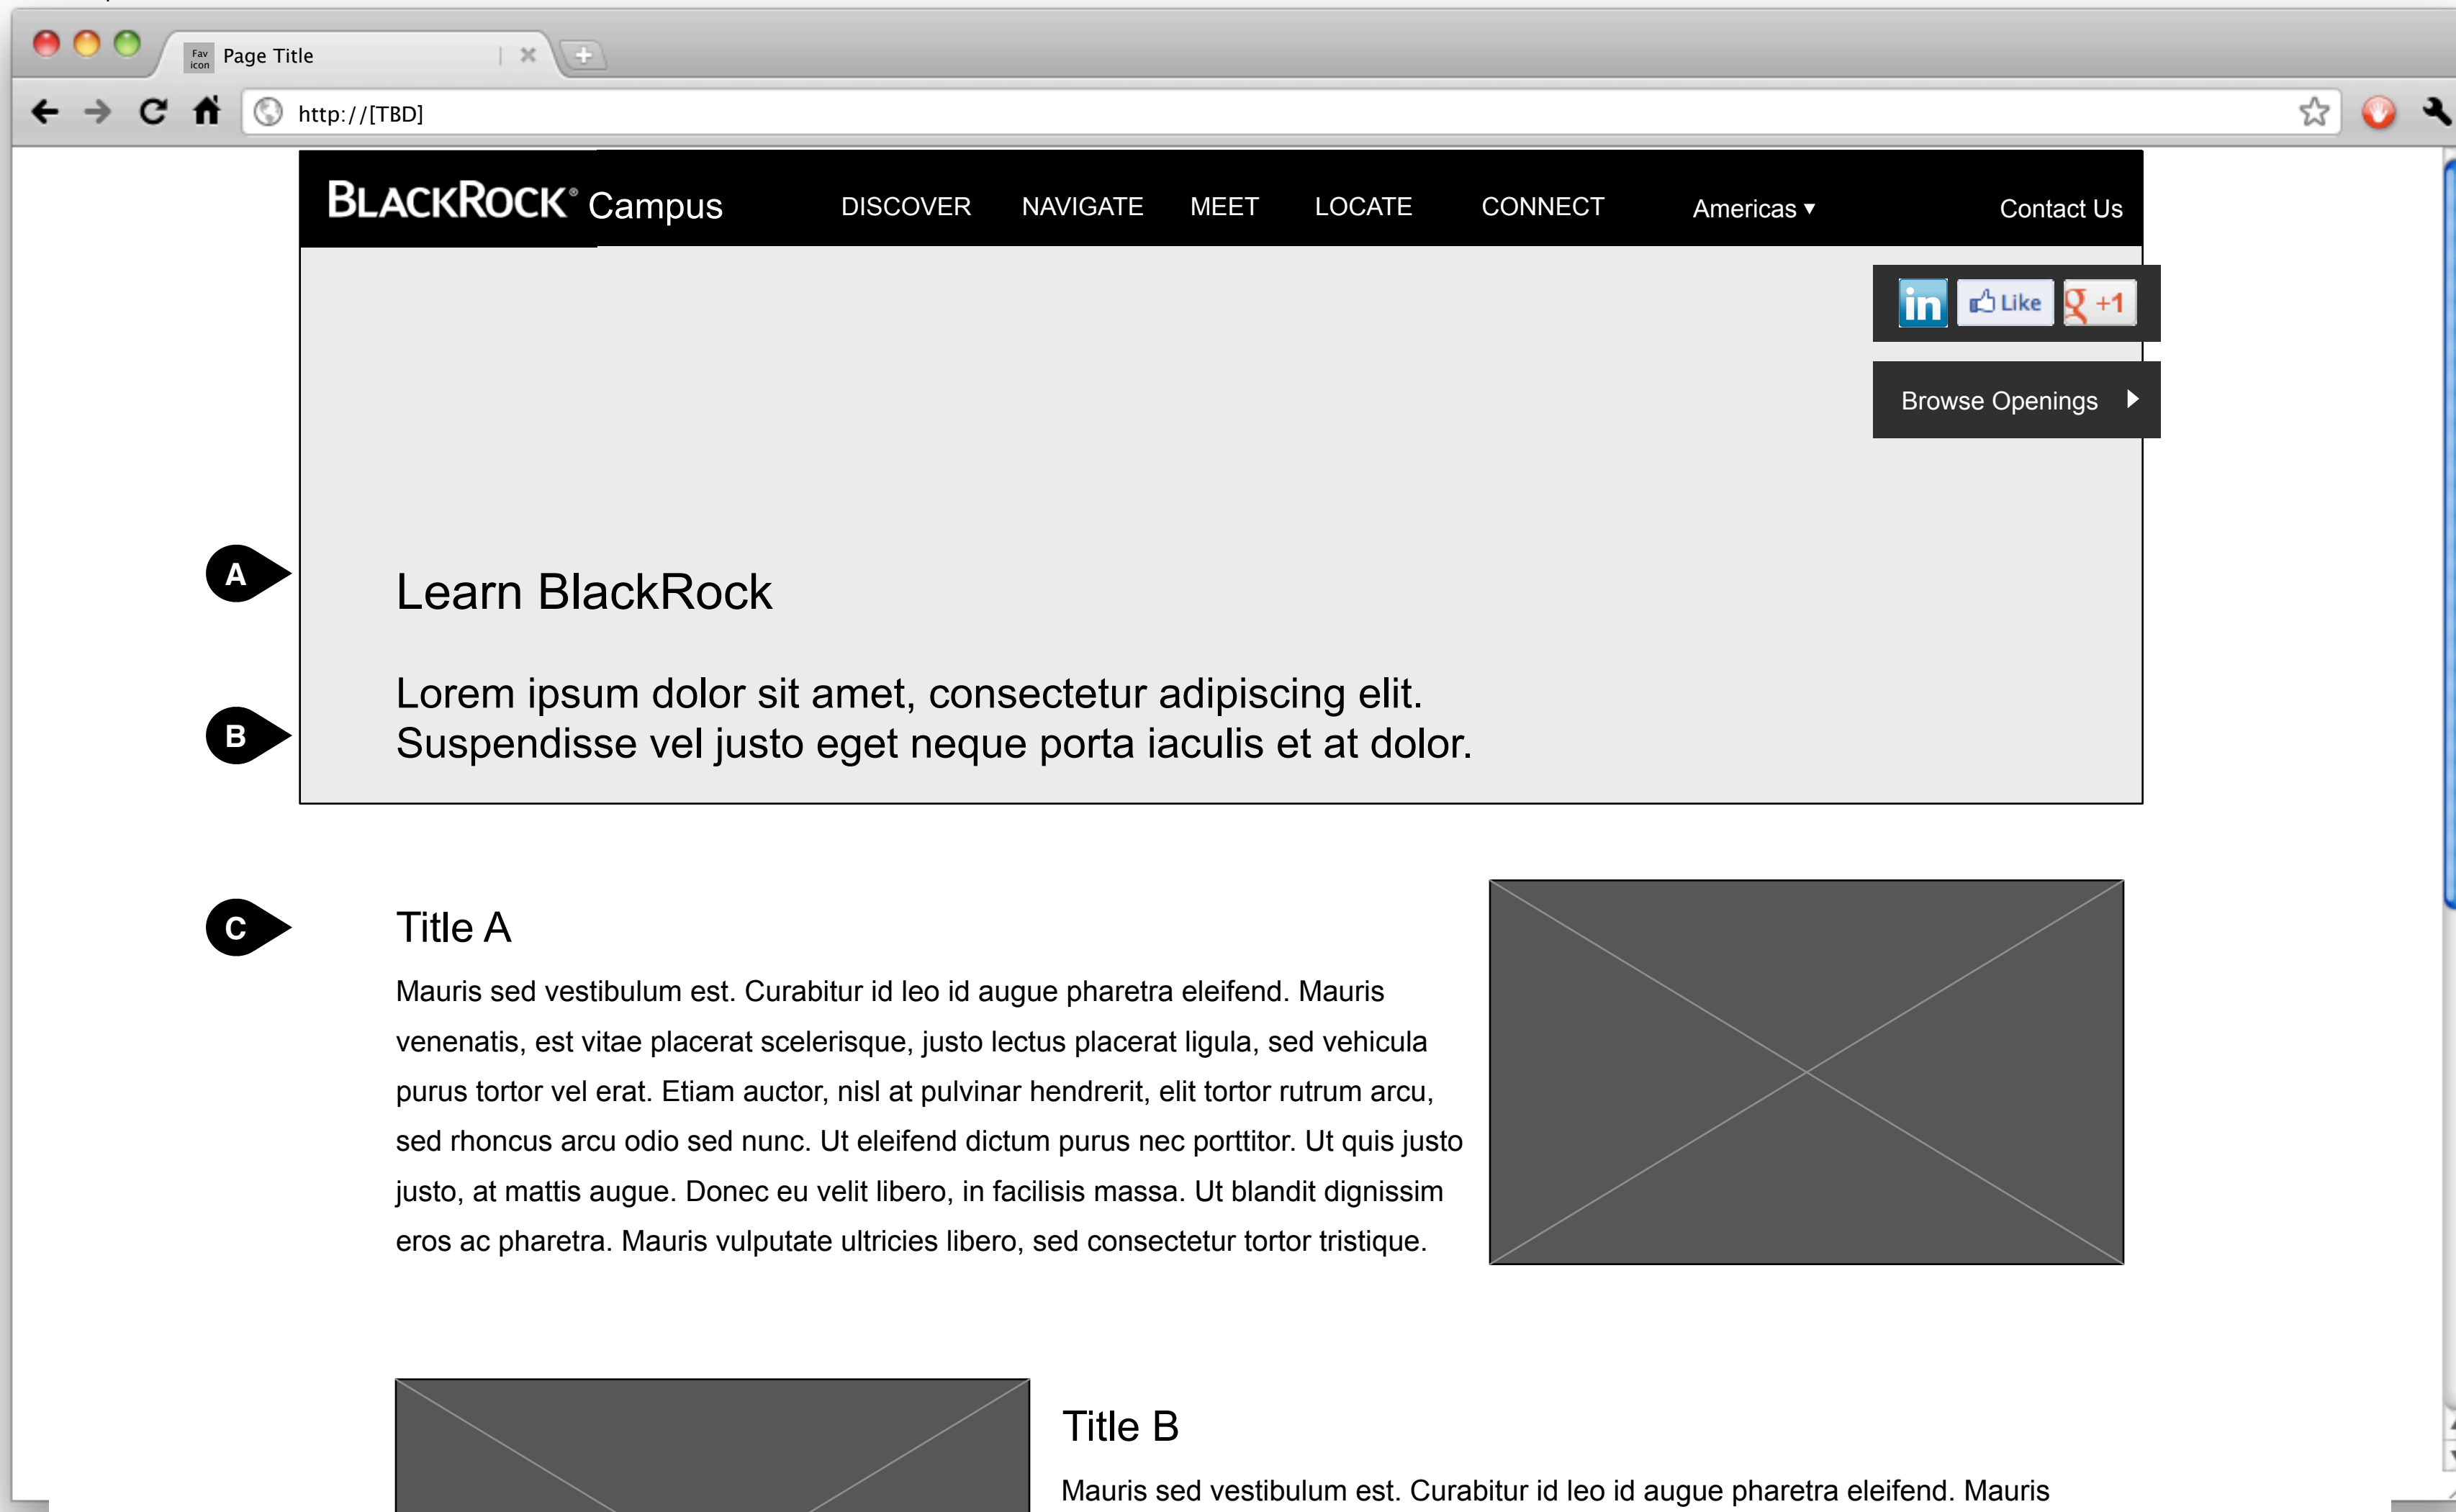 Fav
icon
Page Title
http://[TBD]
BLACKROCK® Campus
DISCOVER
NAVIGATE
MEET
LOCATE
CONNECT
Americas ▾
Contact Us
in
Like
g +1
Browse Openings
A
Learn BlackRock
B
Lorem ipsum dolor sit amet, consectetur adipiscing elit.
Suspendisse vel justo eget neque porta iaculis et at dolor.
C
Title A
Mauris sed vestibulum est. Curabitur id leo id augue pharetra eleifend. Mauris
venenatis, est vitae placerat scelerisque, justo lectus placerat ligula, sed vehicula
purus tortor vel erat. Etiam auctor, nisl at pulvinar hendrerit, elit tortor rutrum arcu,
sed rhoncus arcu odio sed nunc. Ut eleifend dictum purus nec porttitor. Ut quis justo
justo, at mattis augue. Donec eu velit libero, in facilisis massa. Ut blandit dignissim
eros ac pharetra. Mauris vulputate ultricies libero, sed consectetur tortor tristique.
Title B
Mauris sed vestibulum est. Curabitur id leo id augue pharetra eleifend. Mauris